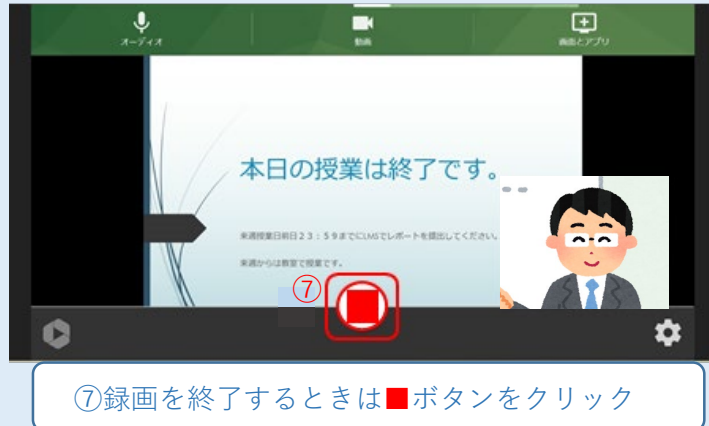 オーディオ
動画
画面とアプリ
本日の授業は終了です。
来週授業日前日23:59までにLMSでレポートを提出してください。
来週からは教室で授業です。
⑦
⑦録画を終了するときは■ボタンをクリック